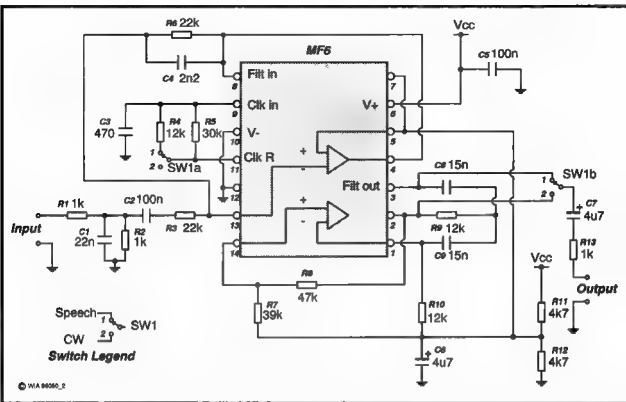 R6 22k
C4 2n2
MF6
Vcc
C5 100n
Filt in
8
7
Clk in
9
V+
6
C3
470
R4
12k
R5
30k
V-
10
5
1
2
SW1a
Clk R
11
4
12
Filt out
3
C8 15n
SW1b
1
2
R1 1k
C2 100n
Input
C1
22n
R2
1k
R3
22k
13
2
R9
12k
C7
4u7
14
1
C9
15n
R13
1k
R8
47k
Vcc
Output
Speech
1
2
SW1
CW
Switch Legend
R7
39k
R10
12k
R11
4k7
C6
4u7
R12
4k7